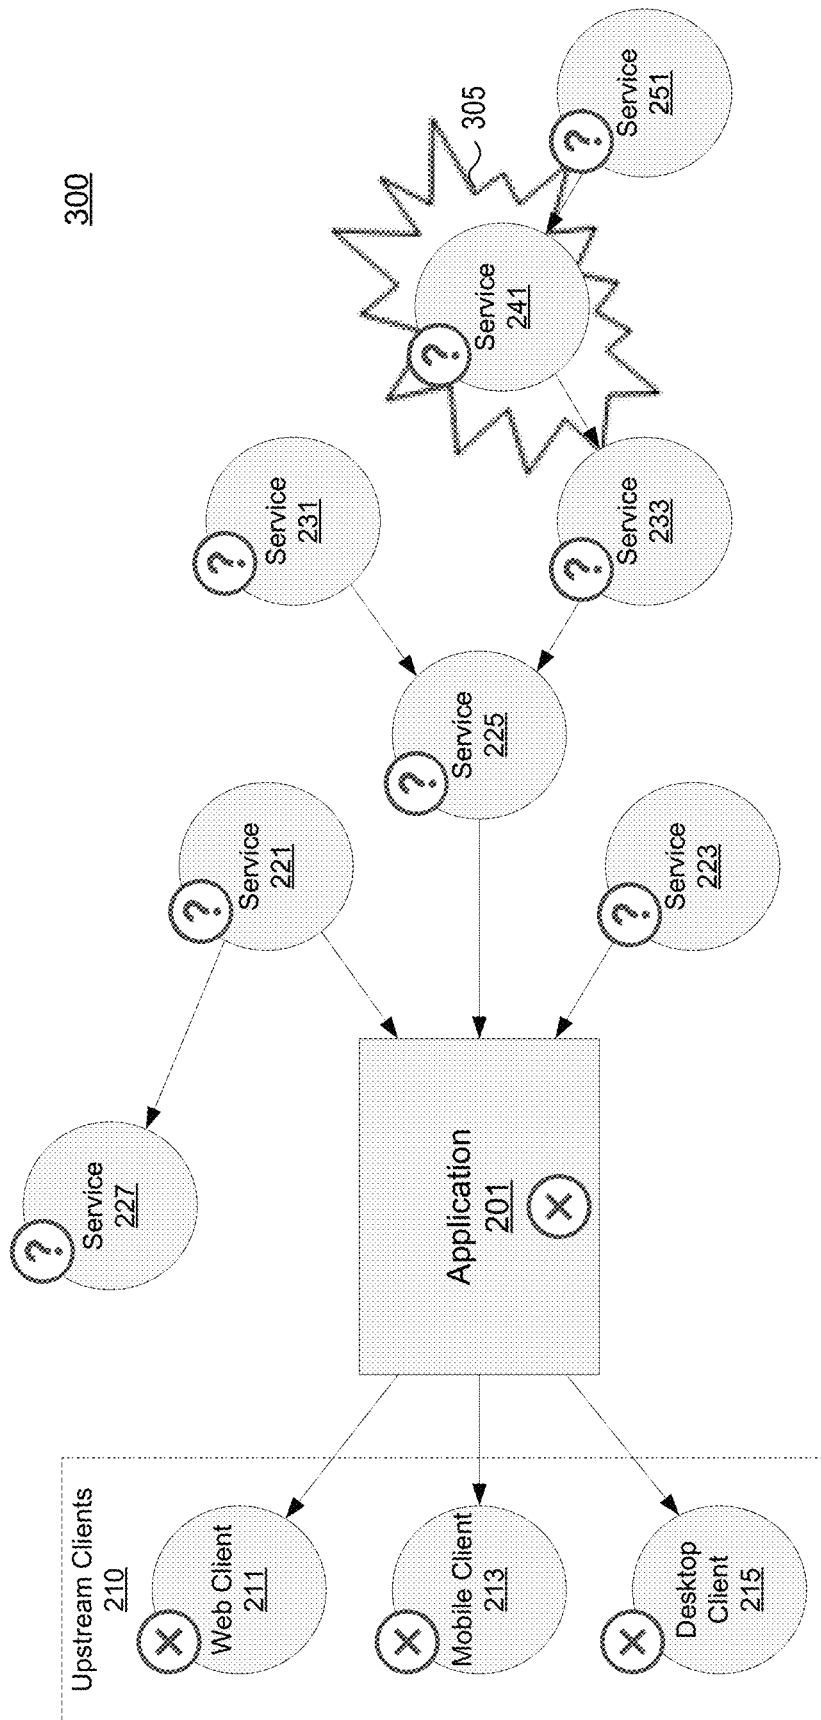 300
Upstream Clients
210
Web Client
211
Mobile Client
213
Desktop
Client
215
Application
201
Service
227
Service
221
Service
223
Service
225
Service
231
Service
233
Service
241
305
Service
251
?
?
?
?
?
?
?
?
X
X
X
X